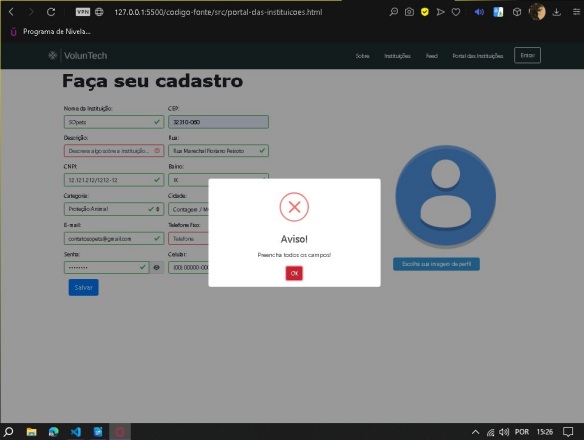 VPN 127.0.0.1:5500/codigo-fonte/src/portal-das-instituicoes.html
Programa de Nivela...
VolunTech Sobre Instituições Feed Portal das Instituições Entrar
Faça seu cadastro
Nome da Instituição: CEP:
SOpets 32310-060
Descrição: Rua:
Descreva algo sobre a instituição... Rua Marechal Floriano Peixoto
CNPJ: Bairro:
12.121.212/1212-12 JK
Categoria: Cidade:
Proteção Animal Contagem / M
E-mail: Telefone Fixo:
contatosopets@gmail.com Telefone
Senha: Celular:
•••••••• (00) 00000-00
Salvar
Escolha sua imagem de perfil
Aviso!
Preencha todos os campos!
OK
POR 15:26